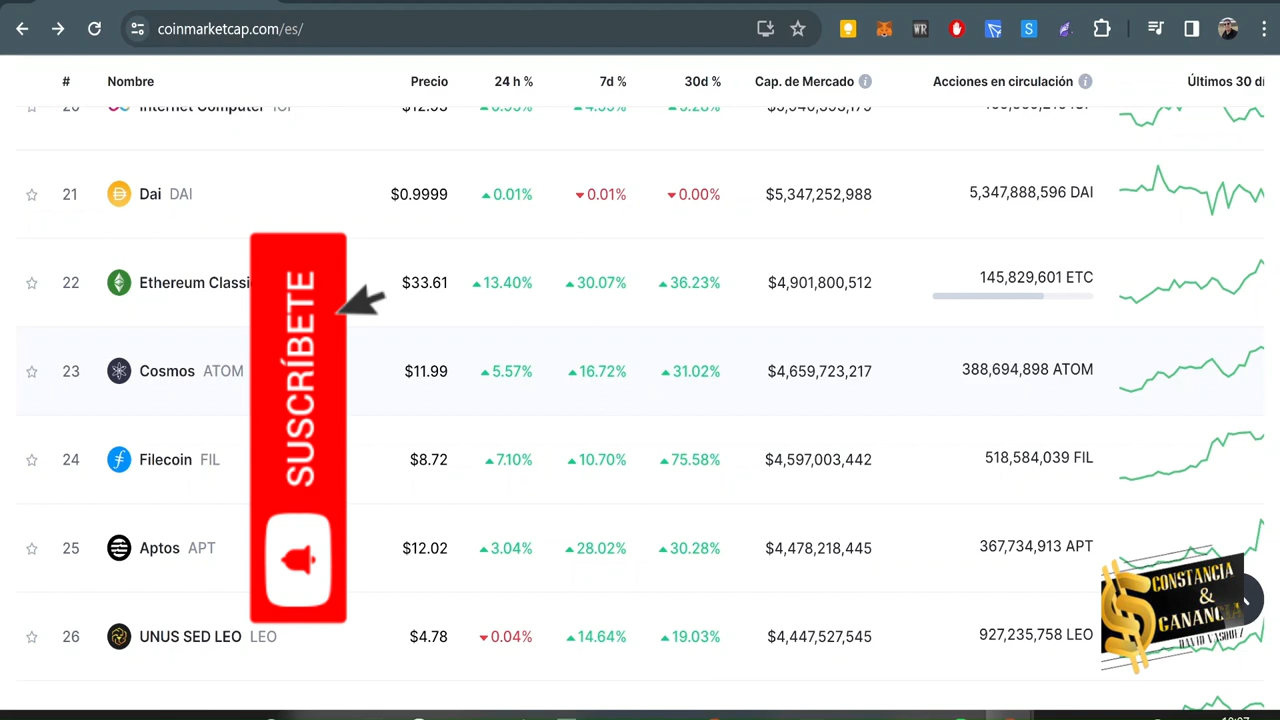 coinmarketcap.com/es/
WR
S
# Nombre Precio 24 h % 7d % 30d % Cap. de Mercado Acciones en circulación Últimos 30 dí
21 Dai DAI $0.9999 0.01% 0.01% 0.00% $5,347,252,988 5,347,888,596 DAI
22 Ethereum Classi $33.61 13.40% 30.07% 36.23% $4,901,800,512 145,829,601 ETC
23 Cosmos ATOM $11.99 5.57% 16.72% 31.02% $4,659,723,217 388,694,898 ATOM
24 Filecoin FIL $8.72 7.10% 10.70% 75.58% $4,597,003,442 518,584,039 FIL
25 Aptos APT $12.02 3.04% 28.02% 30.28% $4,478,218,445 367,734,913 APT
26 UNUS SED LEO LEO $4.78 0.04% 14.64% 19.03% $4,447,527,545 927,235,758 LEO
SUSCRÍBETE
CONSTANCIA
&
GANANCIA
DAVID VASQUEZ